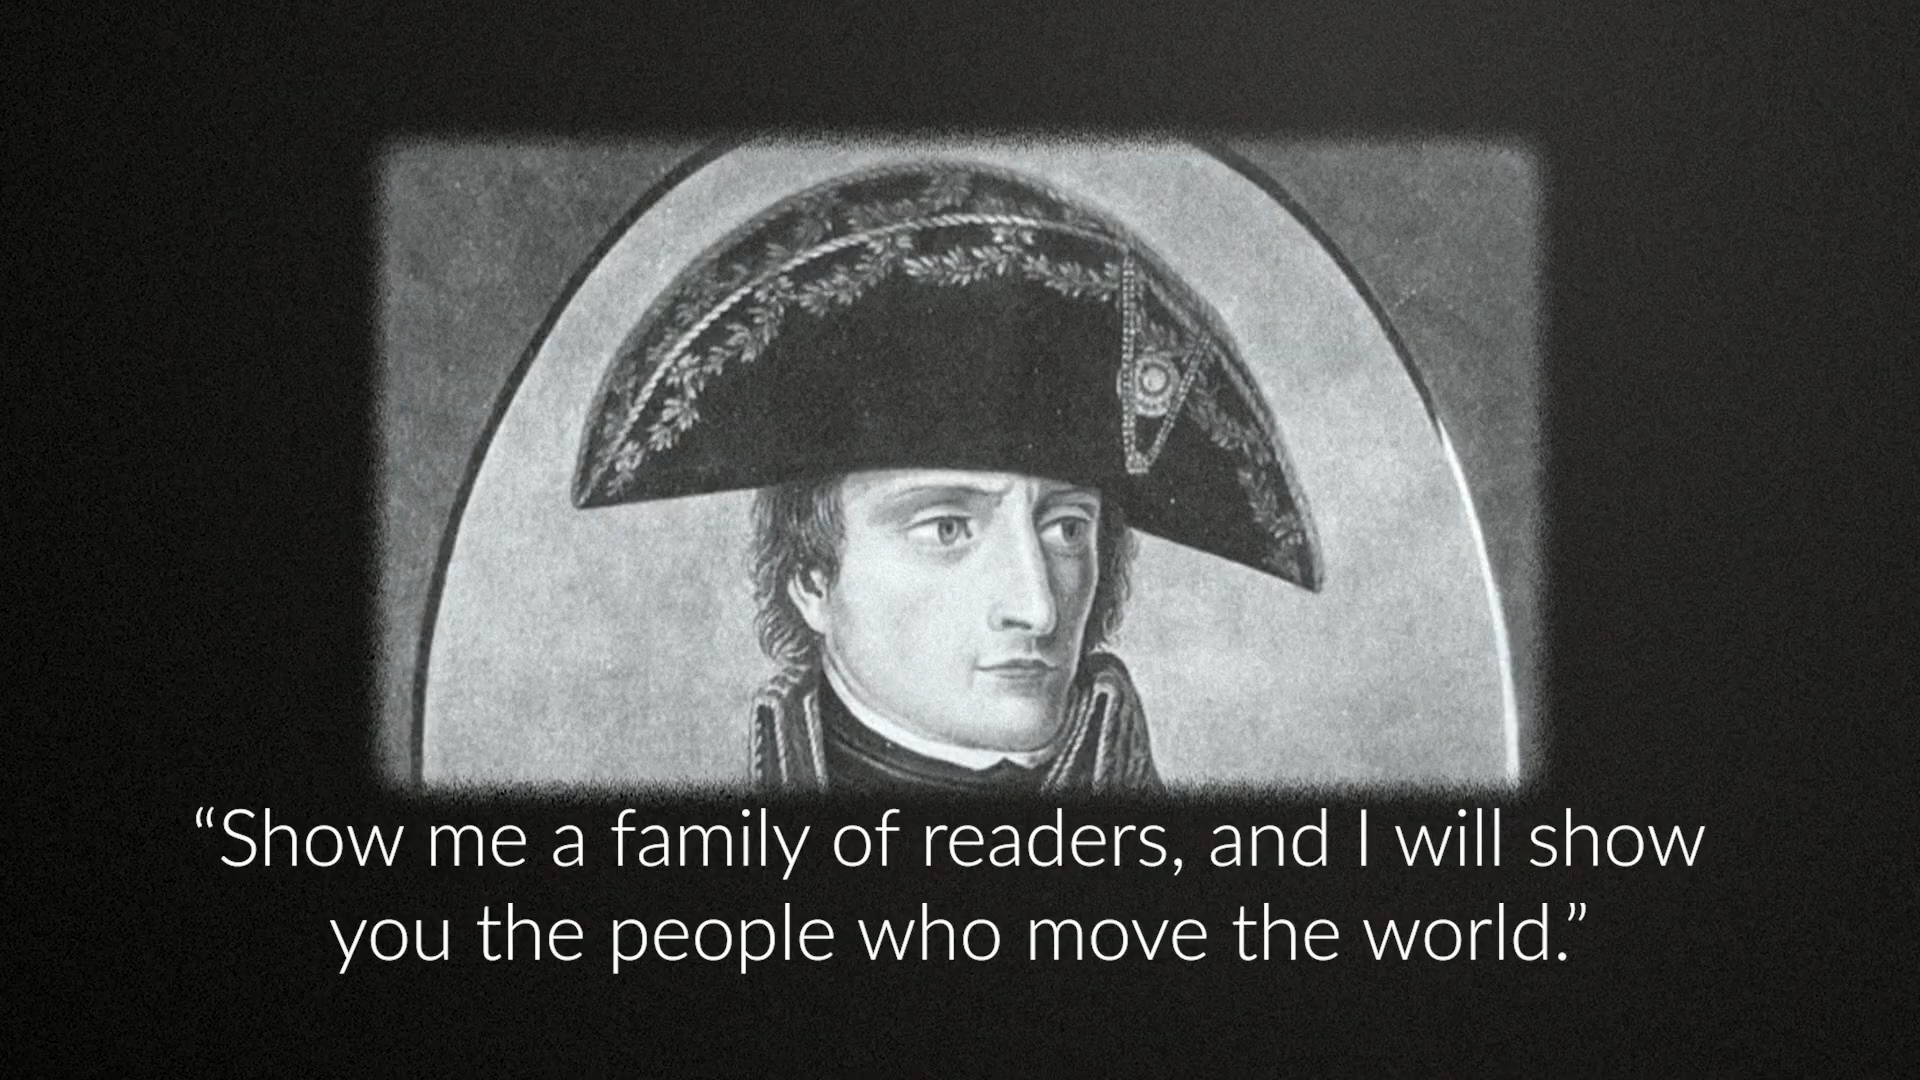 “Show me a family of readers, and I will show
you the people who move the world.”